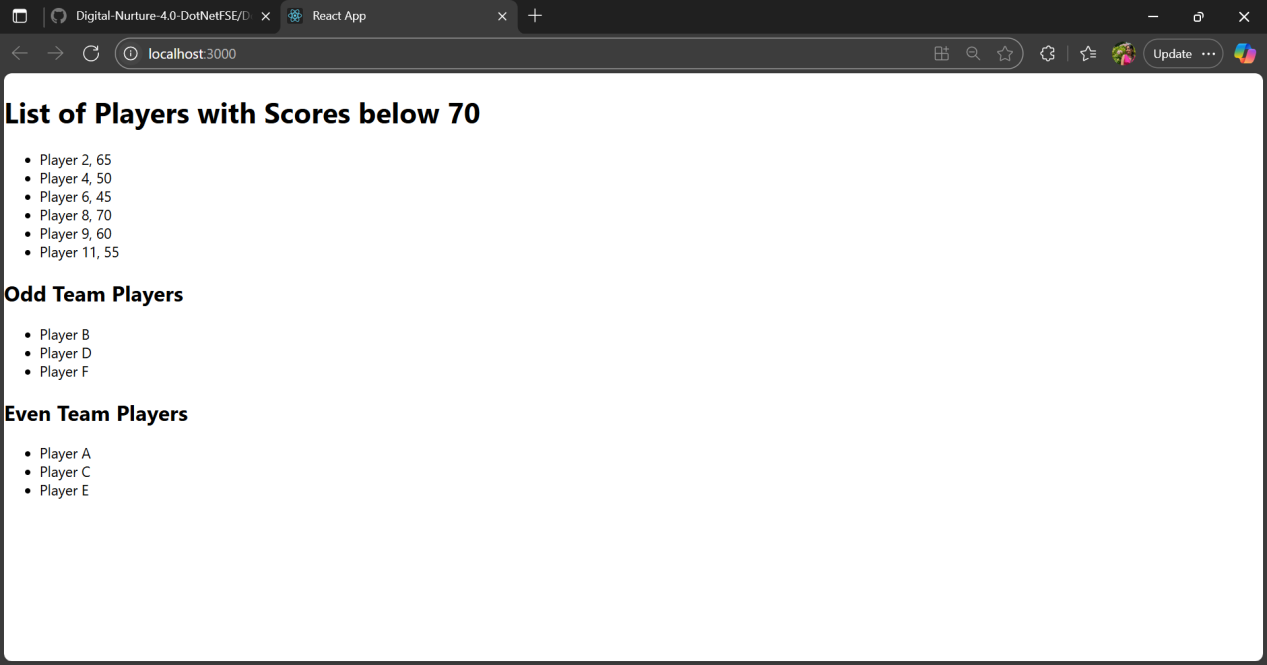 Digital-Nurture-4.0-DotNetFSE/D
React App
localhost:3000
Update
List of Players with Scores below 70
Player 2, 65
Player 4, 50
Player 6, 45
Player 8, 70
Player 9, 60
Player 11, 55
Odd Team Players
Player B
Player D
Player F
Even Team Players
Player A
Player C
Player E